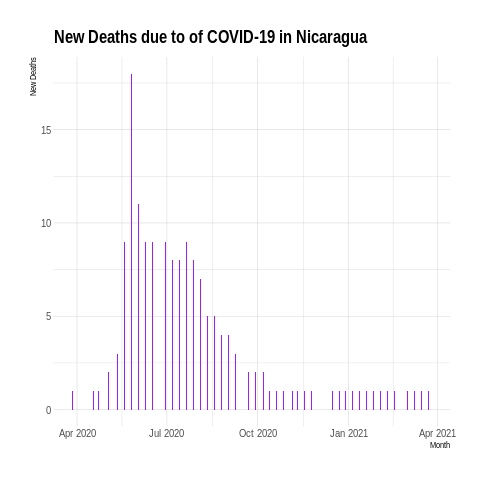 New Deaths due to of COVID-19 in Nicaragua
New Deaths
15
10
5
0
Apr 2020 Jul 2020 Oct 2020 Jan 2021 Apr 2021
Month